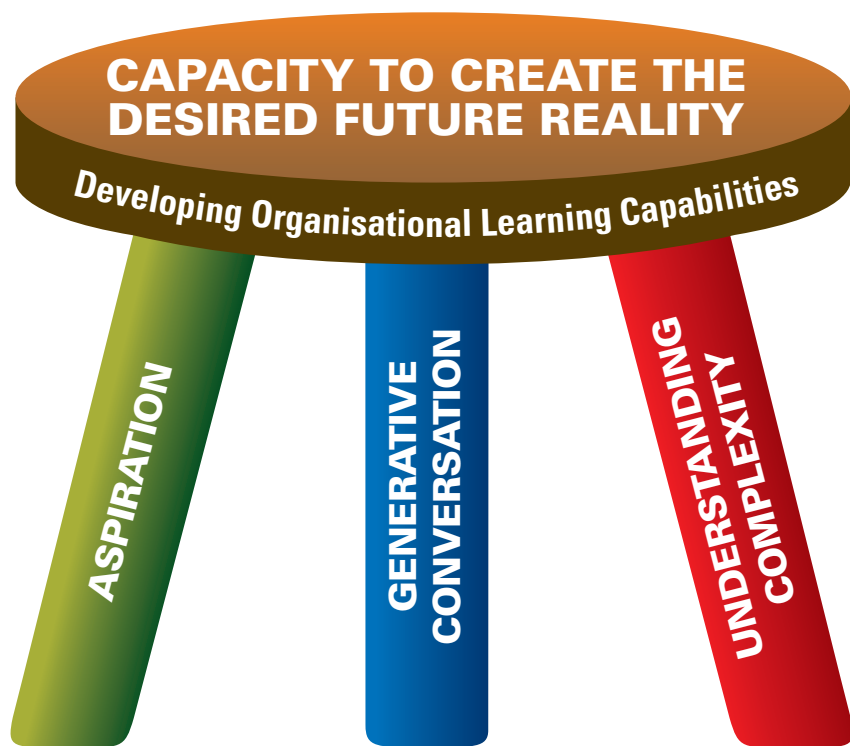 CAPACITY TO CREATE THE
DESIRED FUTURE REALITY
Developing Organisational Learning Capabilities
ASPIRATION
GENERATIVE
CONVERSATION
UNDERSTANDING
COMPLEXITY